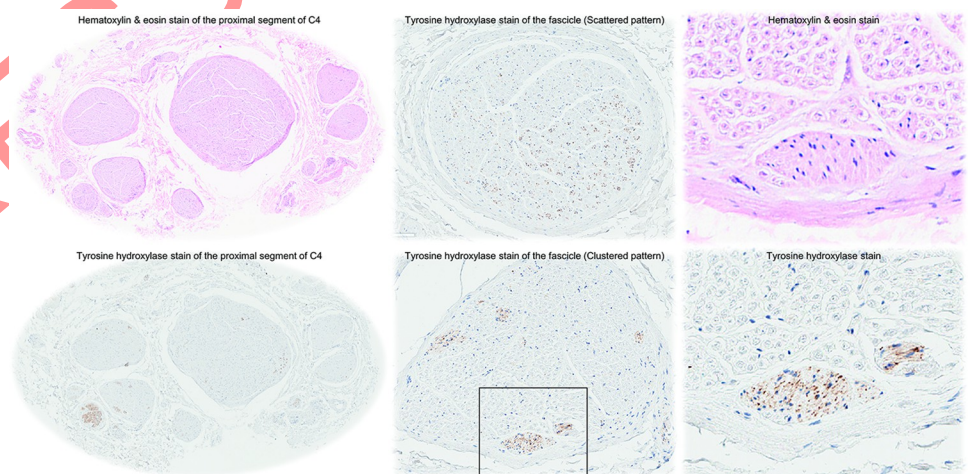 Hematoxylin & eosin stain of the proximal segment of C4
Tyrosine hydroxylase stain of the fascicle (Scattered pattern)
Hematoxylin & eosin stain
Tyrosine hydroxylase stain of the proximal segment of C4
Tyrosine hydroxylase stain of the fascicle (Clustered pattern)
Tyrosine hydroxylase stain